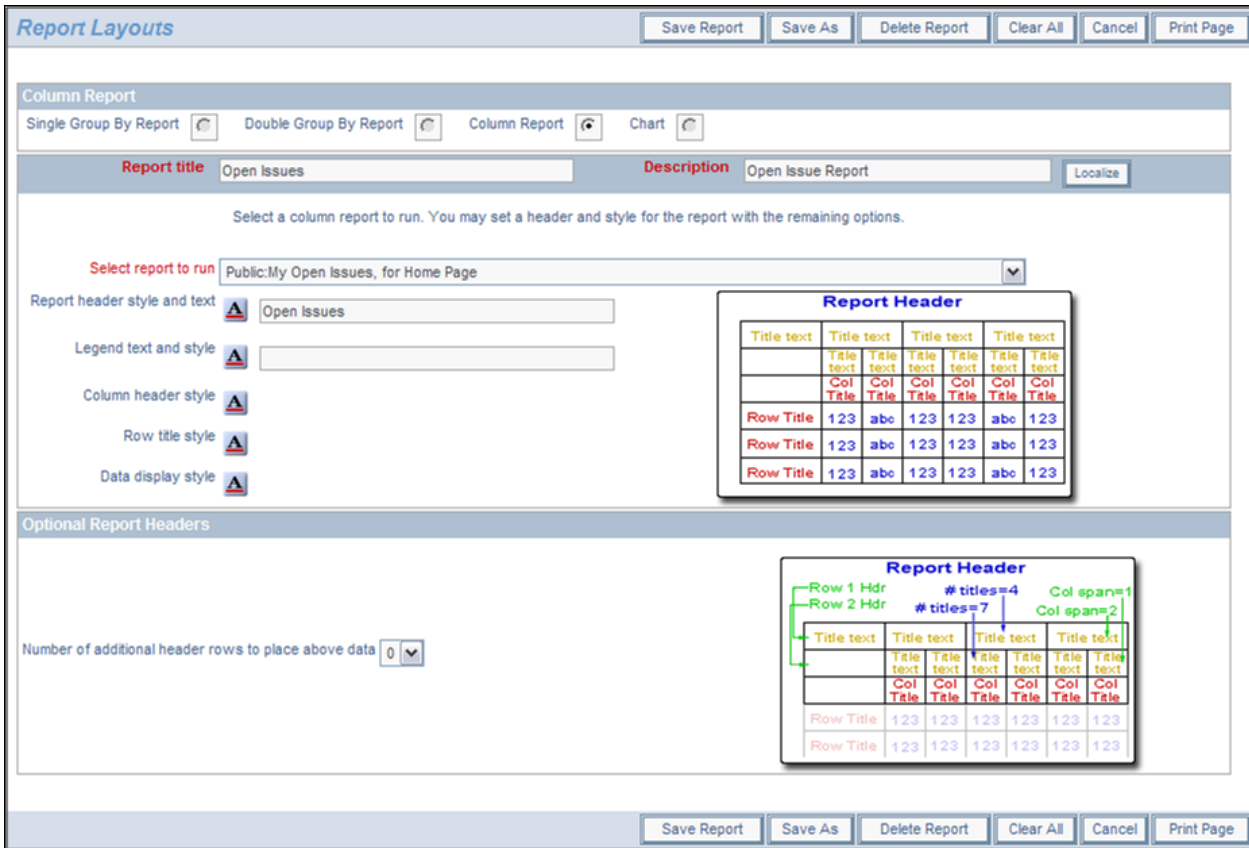 Report Layouts
Save Report Save As Delete Report Clear All Cancel Print Page
Column Report
Single Group By Report Double Group By Report Column Report Chart
Report title Open Issues Description Open Issue Report Localize
Select a column report to run. You may set a header and style for the report with the remaining options.
Select report to run Public:My Open Issues, for Home Page
Report header style and text A Open Issues
Legend text and style A
Column header style A
Row title style A
Data display style A
Report Header
Title text Title text Title text Title text
Title Title Title Title Title Title
text text text text text text
Col Col Col Col Col Col
Title Title Title Title Title Title
Row Title 123 abc 123 123 abc 123
Row Title 123 abc 123 123 abc 123
Row Title 123 abc 123 123 abc 123
Optional Report Headers
Number of additional header rows to place above data 0
Report Header
Row 1 Hdr # titles=4 Col span=1
Row 2 Hdr # titles=7 Col span=2
Title text Title text Title text Title text
Title Title Title Title Title Title
text text text text text text
Col Col Col Col Col Col
Title Title Title Title Title Title
Row Title 123 123 123 123 123 123
Row Title 123 123 123 123 123 123
Save Report Save As Delete Report Clear All Cancel Print Page